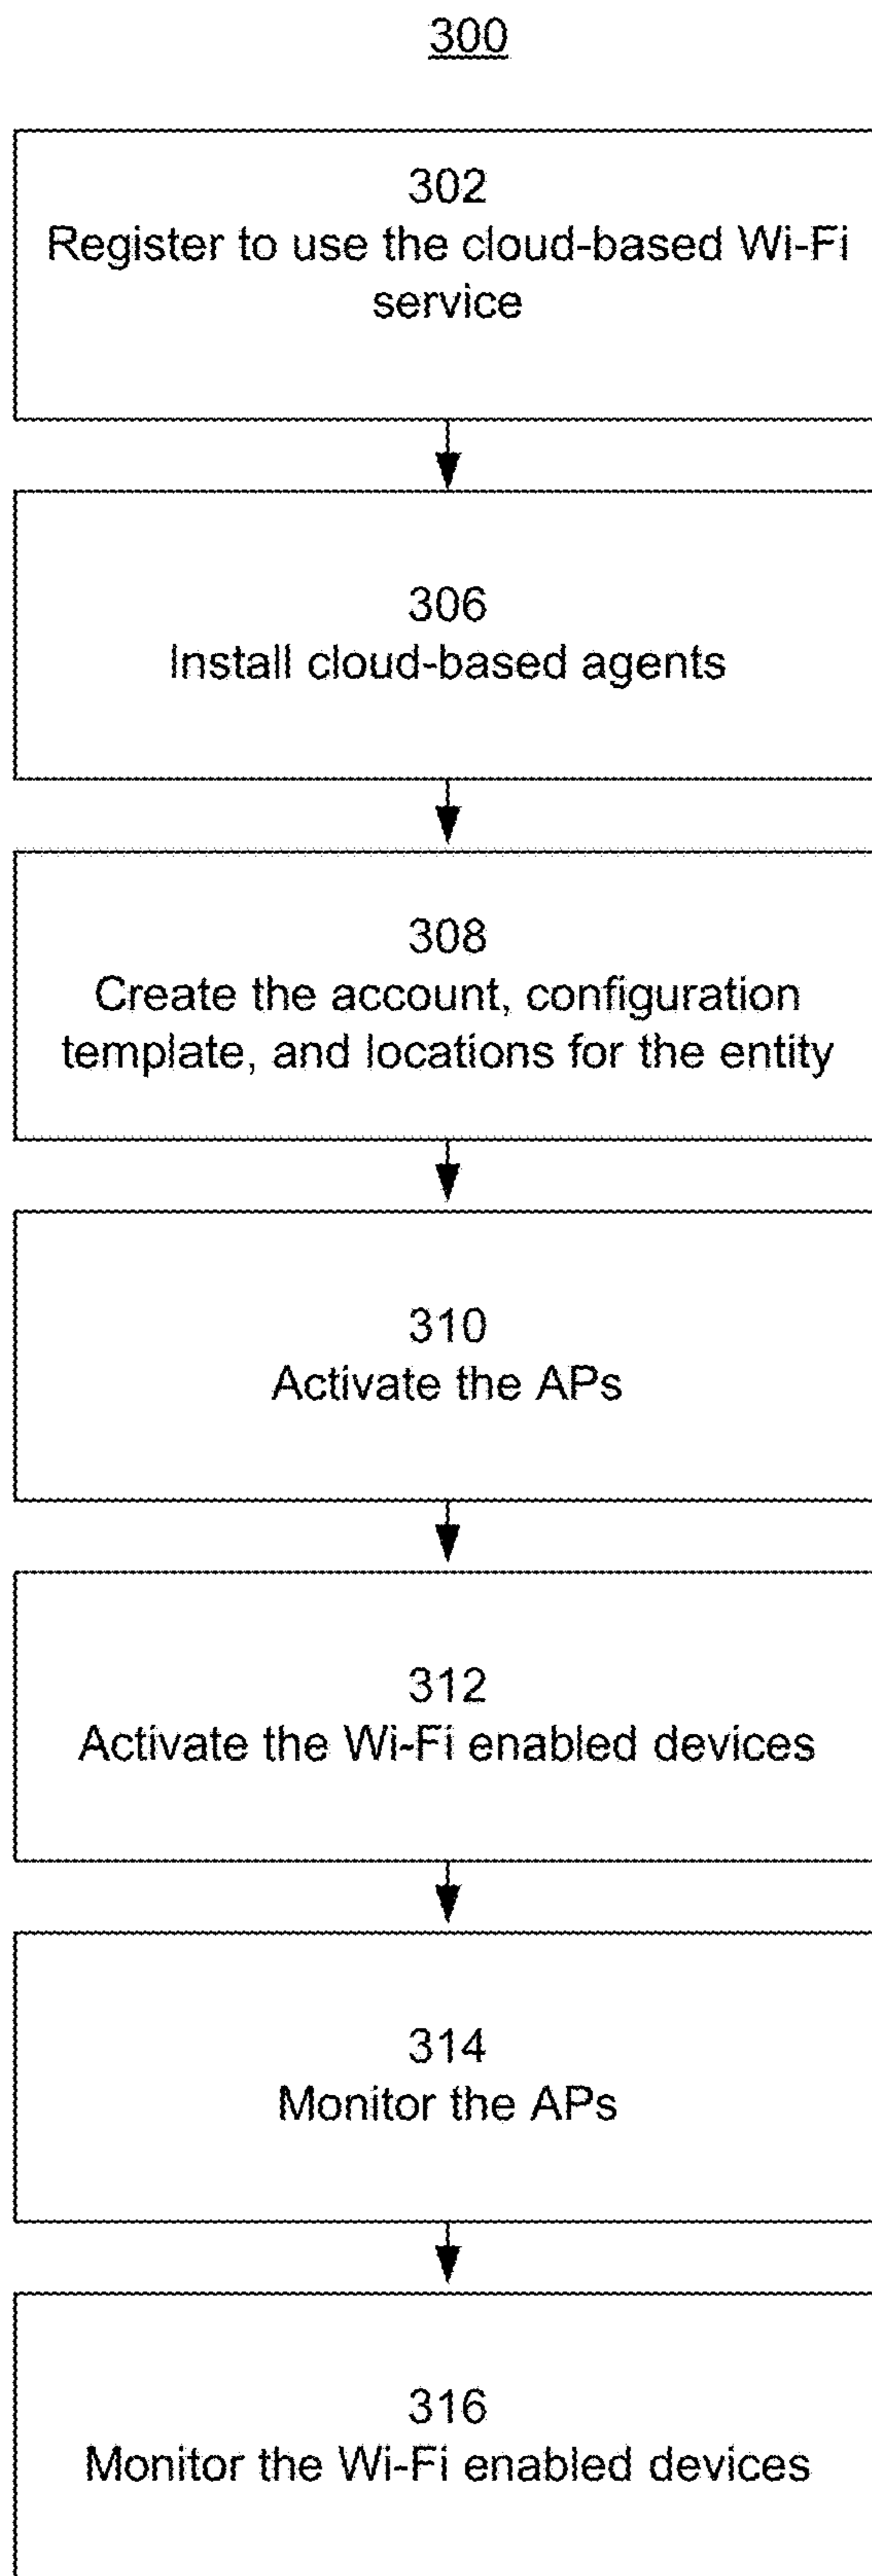 300
302
Register to use the cloud-based Wi-Fi
service
306
Install cloud-based agents
308
Create the account, configuration
template, and locations for the entity
310
Activate the APs
312
Activate the Wi-Fi enabled devices
314
Monitor the APs
316
Monitor the Wi-Fi enabled devices